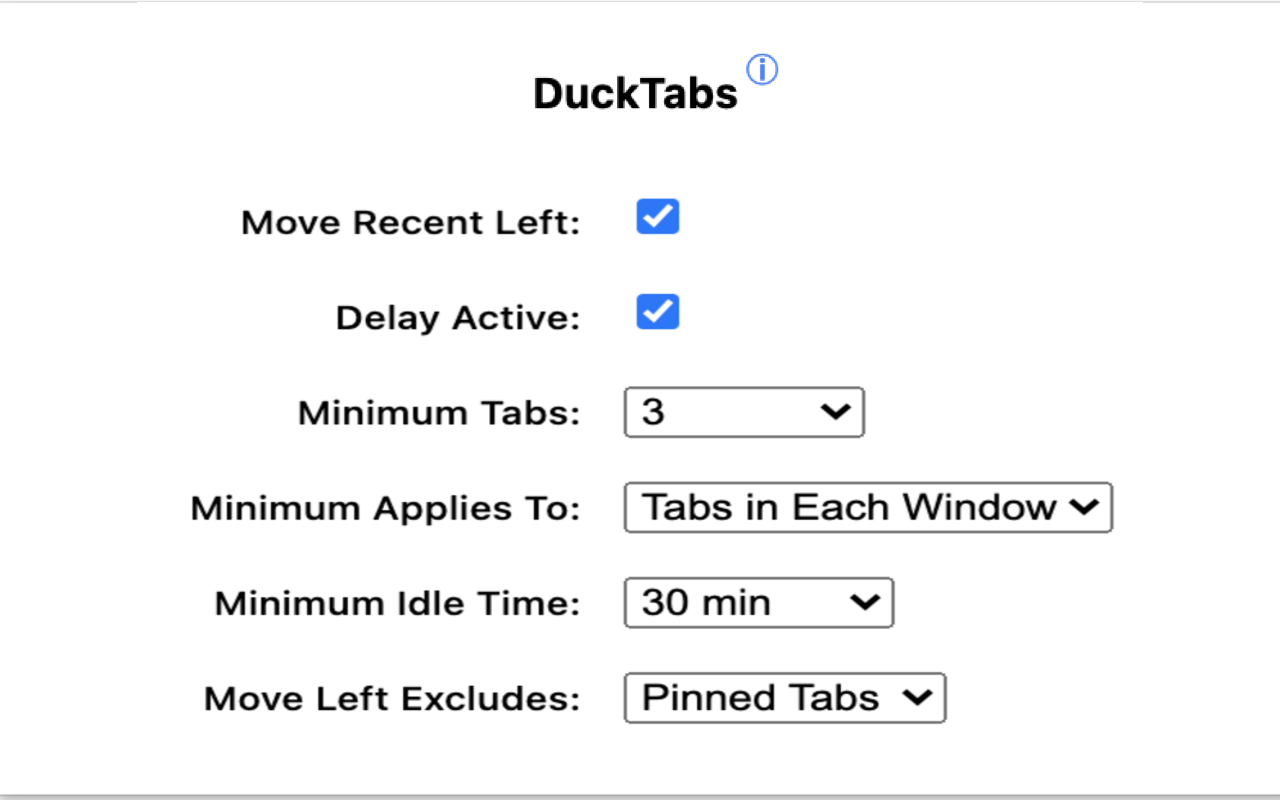 DuckTabs ⓘ
Move Recent Left:
Delay Active:
Minimum Tabs: 3
Minimum Applies To: Tabs in Each Window
Minimum Idle Time: 30 min
Move Left Excludes: Pinned Tabs